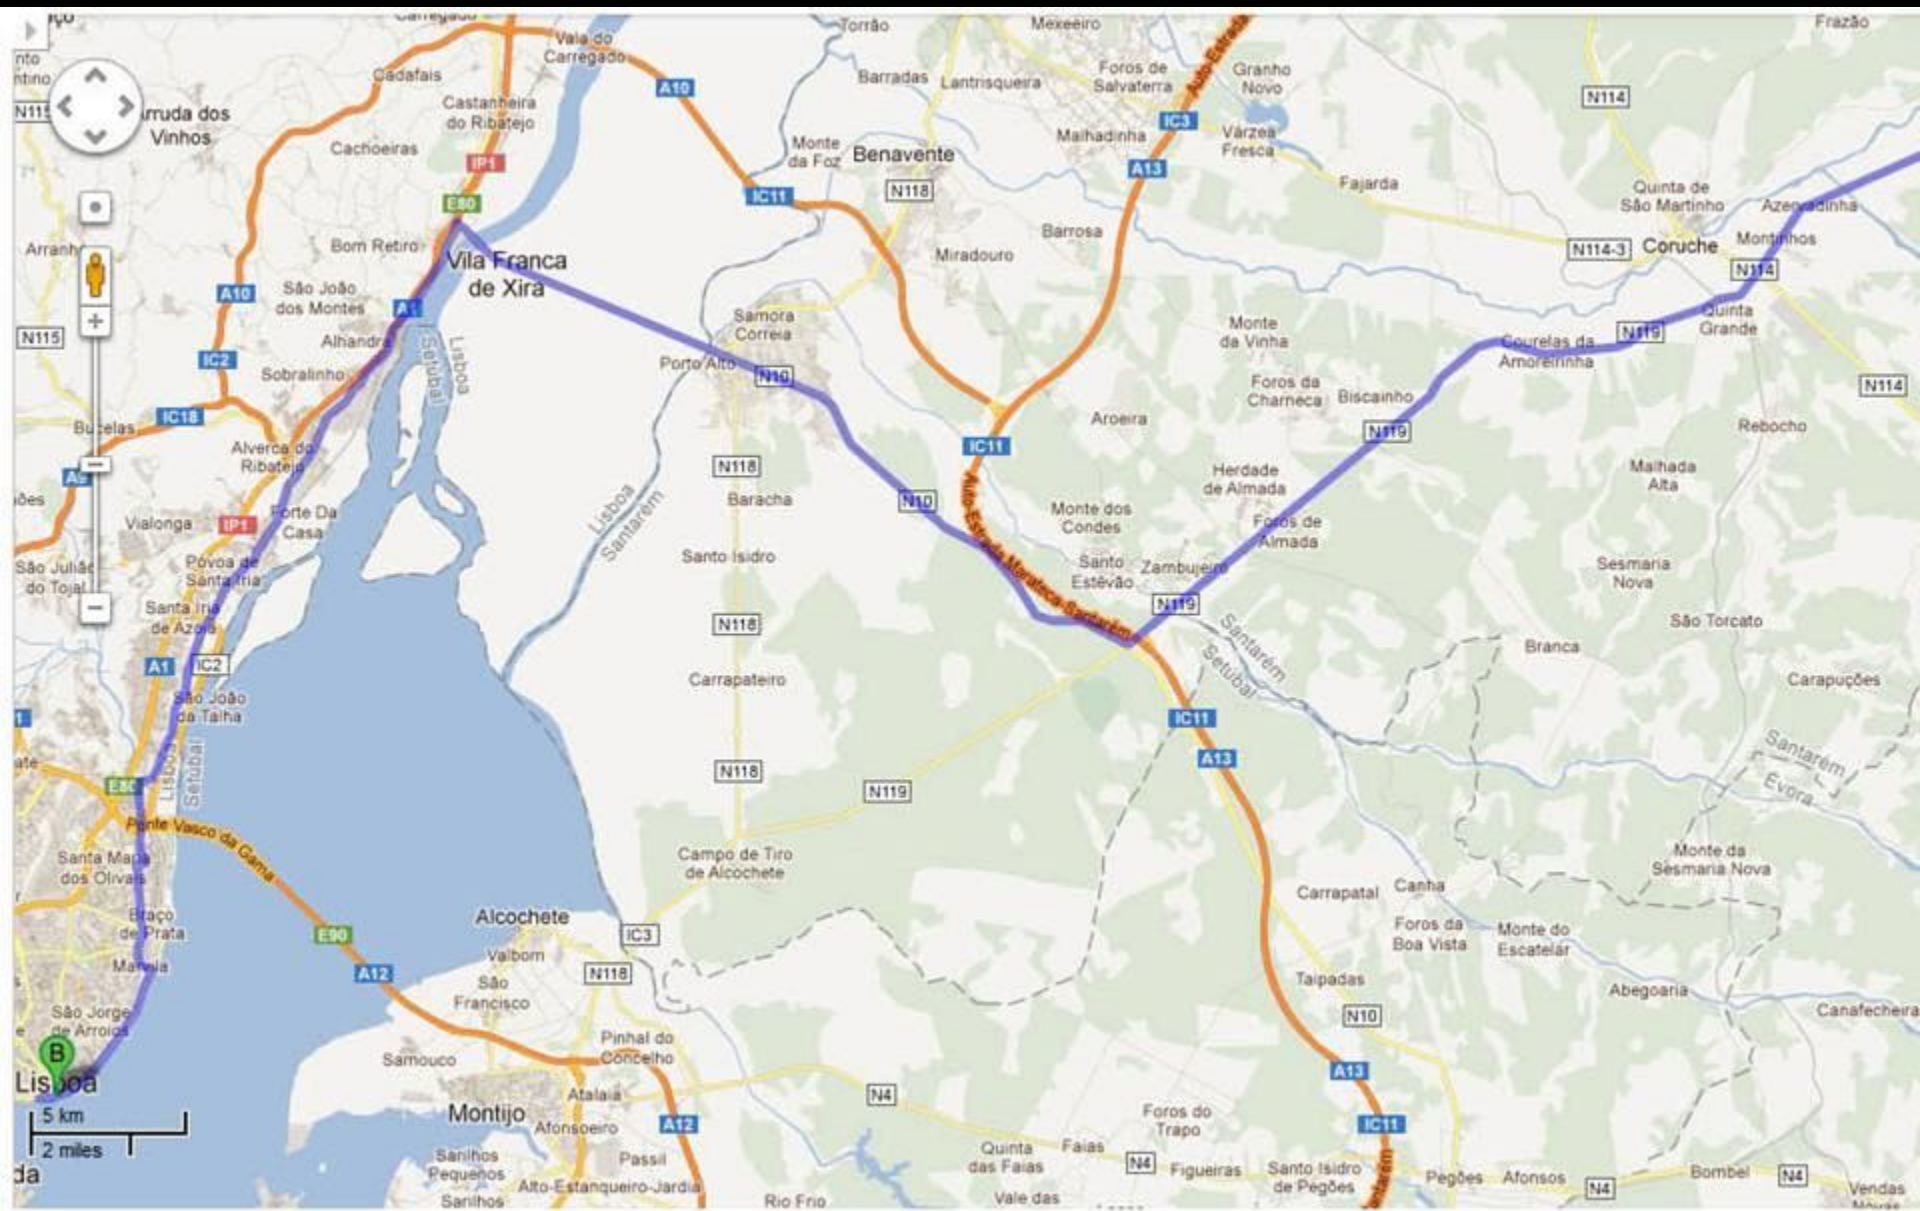 Carregado
Torrão
Mexeeiro
Frazão
Vala do
Carregado
Cadafais
A10
Barradas
Lantrisqueira
Foros de
Salvaterra
Auto-Estrada
Granho
Novo
N114
Castanheira
do Ribatejo
rruda dos
Vinhos
Cachoeiras
IC3
Malhadinha
Várzea
Fresca
Monte
da Foz
Benavente
IP1
A13
N118
IC11
Fajarda
Quinta de
São Martinho
Azervadinha
E80
Arranh
Bom Retiro
Vila Franca
de Xira
Miradouro
Barrosa
N114-3
Coruche
Montinhos
N114
A10
São João
dos Montes
Samora
Correia
Monte
da Vinha
Quinta
Grande
N119
N115
Alhandra
Setúbal
Lisboa
IC2
Sobralinho
Porto Alto
N10
Courelas da
Amoreirinha
Foros da
Charneca
Biscainho
N114
IC18
Aroeira
N119
Rebocho
Bucelas
IC11
Alverca do
Ribatejo
N118
Baracha
N10
Herdade
de Almada
Malhada
Alta
Vialonga
IP1
Forte Da
Casa
Lisboa
Santarém
Monte dos
Condes
Foros de
Almada
Auto-Estrada Marateca-Santarém
São Julião
do Tojal
Póvoa de
Santa Iria
Santo Isidro
Santo
Estêvão
Zambujeiro
Sesmaria
Nova
Santa Iria
de Azoia
N118
N119
São Torcato
Santarém
Setúbal
Branca
A1
IC2
São João
da Talha
Carrapateiro
Carapuções
IC11
Lisboa
Setúbal
N118
N119
A13
Santarém
Évora
E80
Ponte Vasco da Gama
Santa Maria
dos Olivais
Campo de Tiro
de Alcochete
Monte da
Sesmaria Nova
Carrapatal
Canha
Braço
de Prata
E90
Alcochete
IC3
Foros da
Boa Vista
Monte do
Escatelar
Marvila
A12
Valbom
N118
São
Francisco
Taipadas
Abegoaria
Canafecheira
São Jorge
de Arroios
N10
B
Lisboa
Samouco
Pinhal do
Concelho
A13
5 km
2 miles
Montijo
Atalaia
Afonsoeiro
A12
N4
Foros do
Trapo
IC11
da
Sarilhos
Pequenos
Passil
Quinta
das Faias
Faias
N4
Figueiras
Santo Isidro
de Pegões
Pegões
Afonsos
N4
Bombel
N4
Vendas
Novas
Sarilhos
Alto-Estanqueiro-Jardia
Rio Frio
Vale das